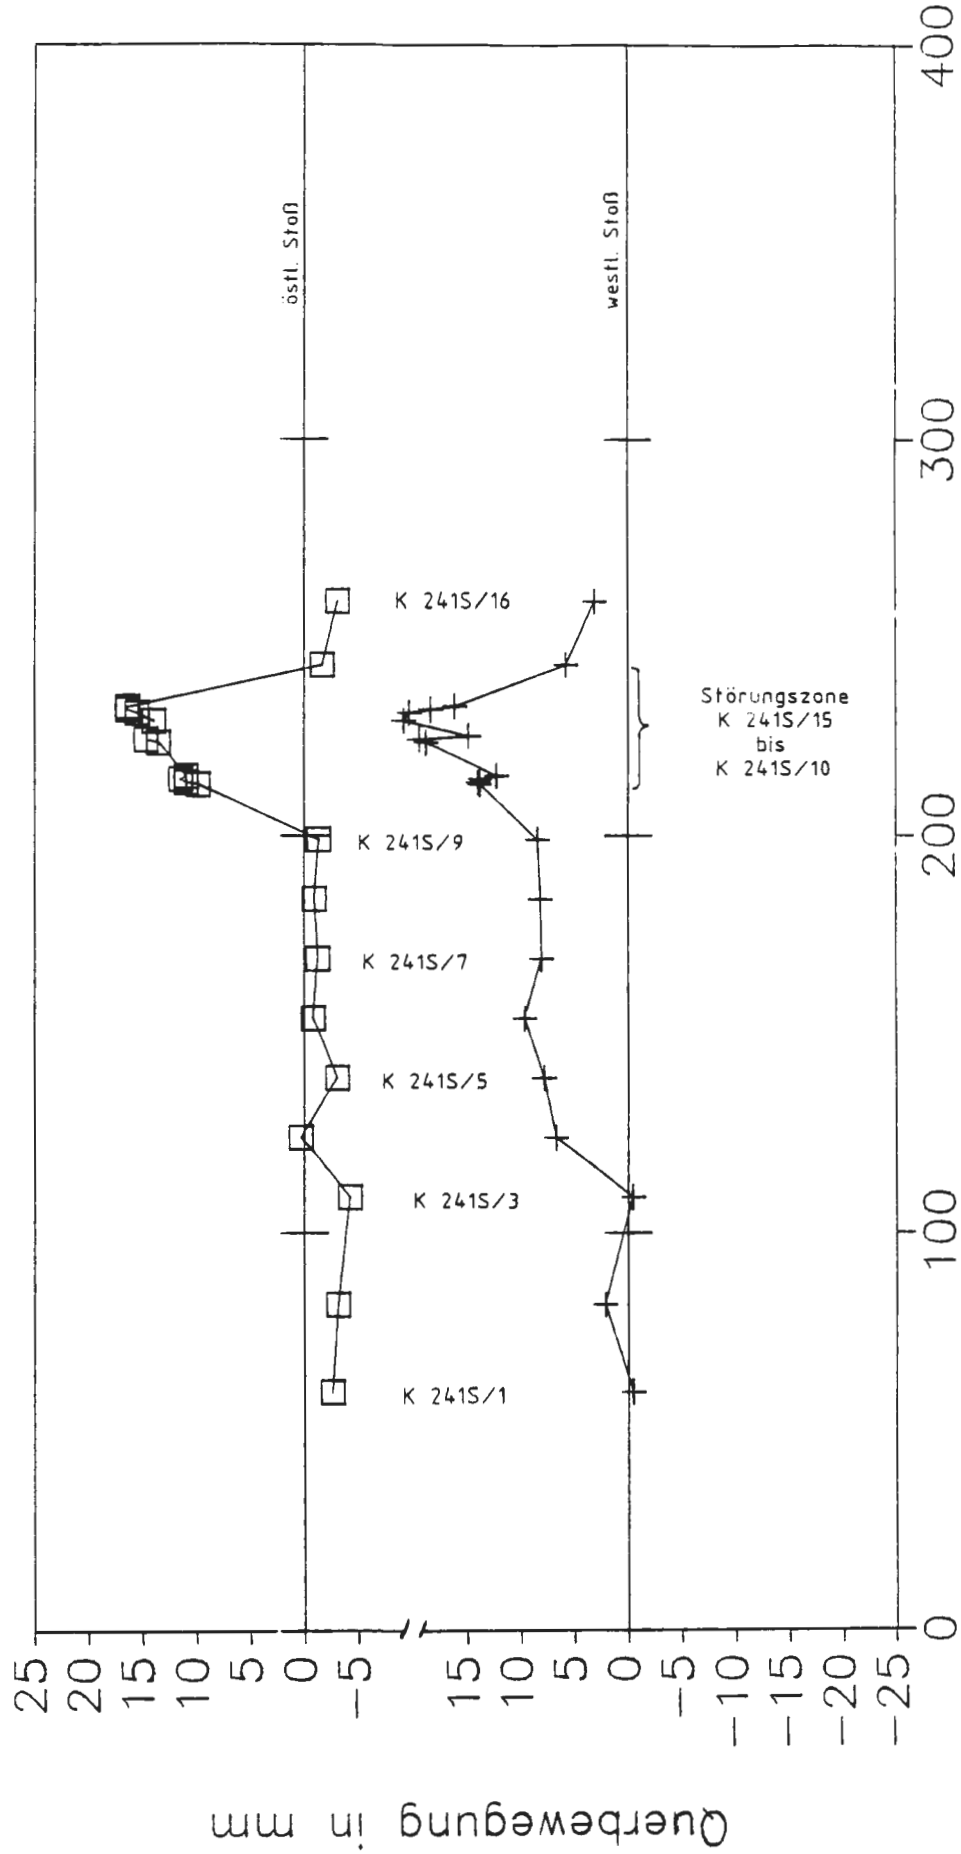 25
20
15
10
5
0
-5
15
10
5
0
-5
-10
-15
-20
-25
Querbewegung in mm
0
100
200
300
400
östl. Stoß
westl. Stoß
K 241S/16
K 241S/9
K 241S/7
K 241S/5
K 241S/3
K 241S/1
Störungszone
K 241S/15
bis
K 241S/10